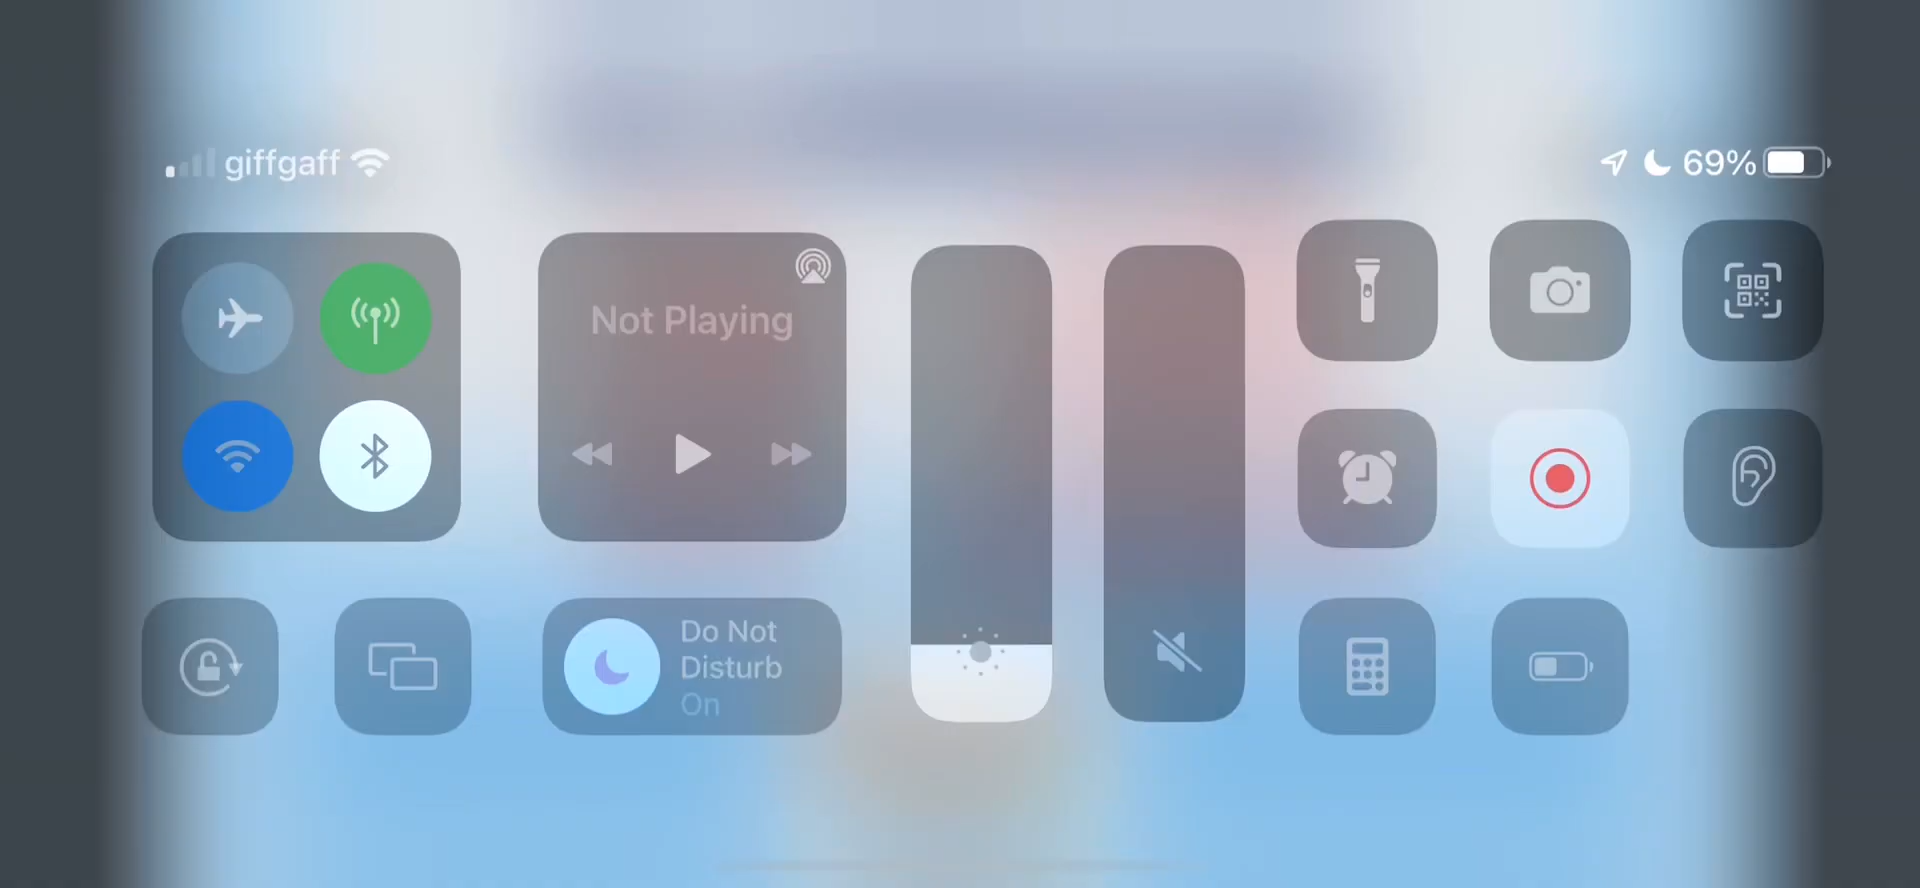 giffgaff
69%
Not Playing
Do Not
Disturb
On